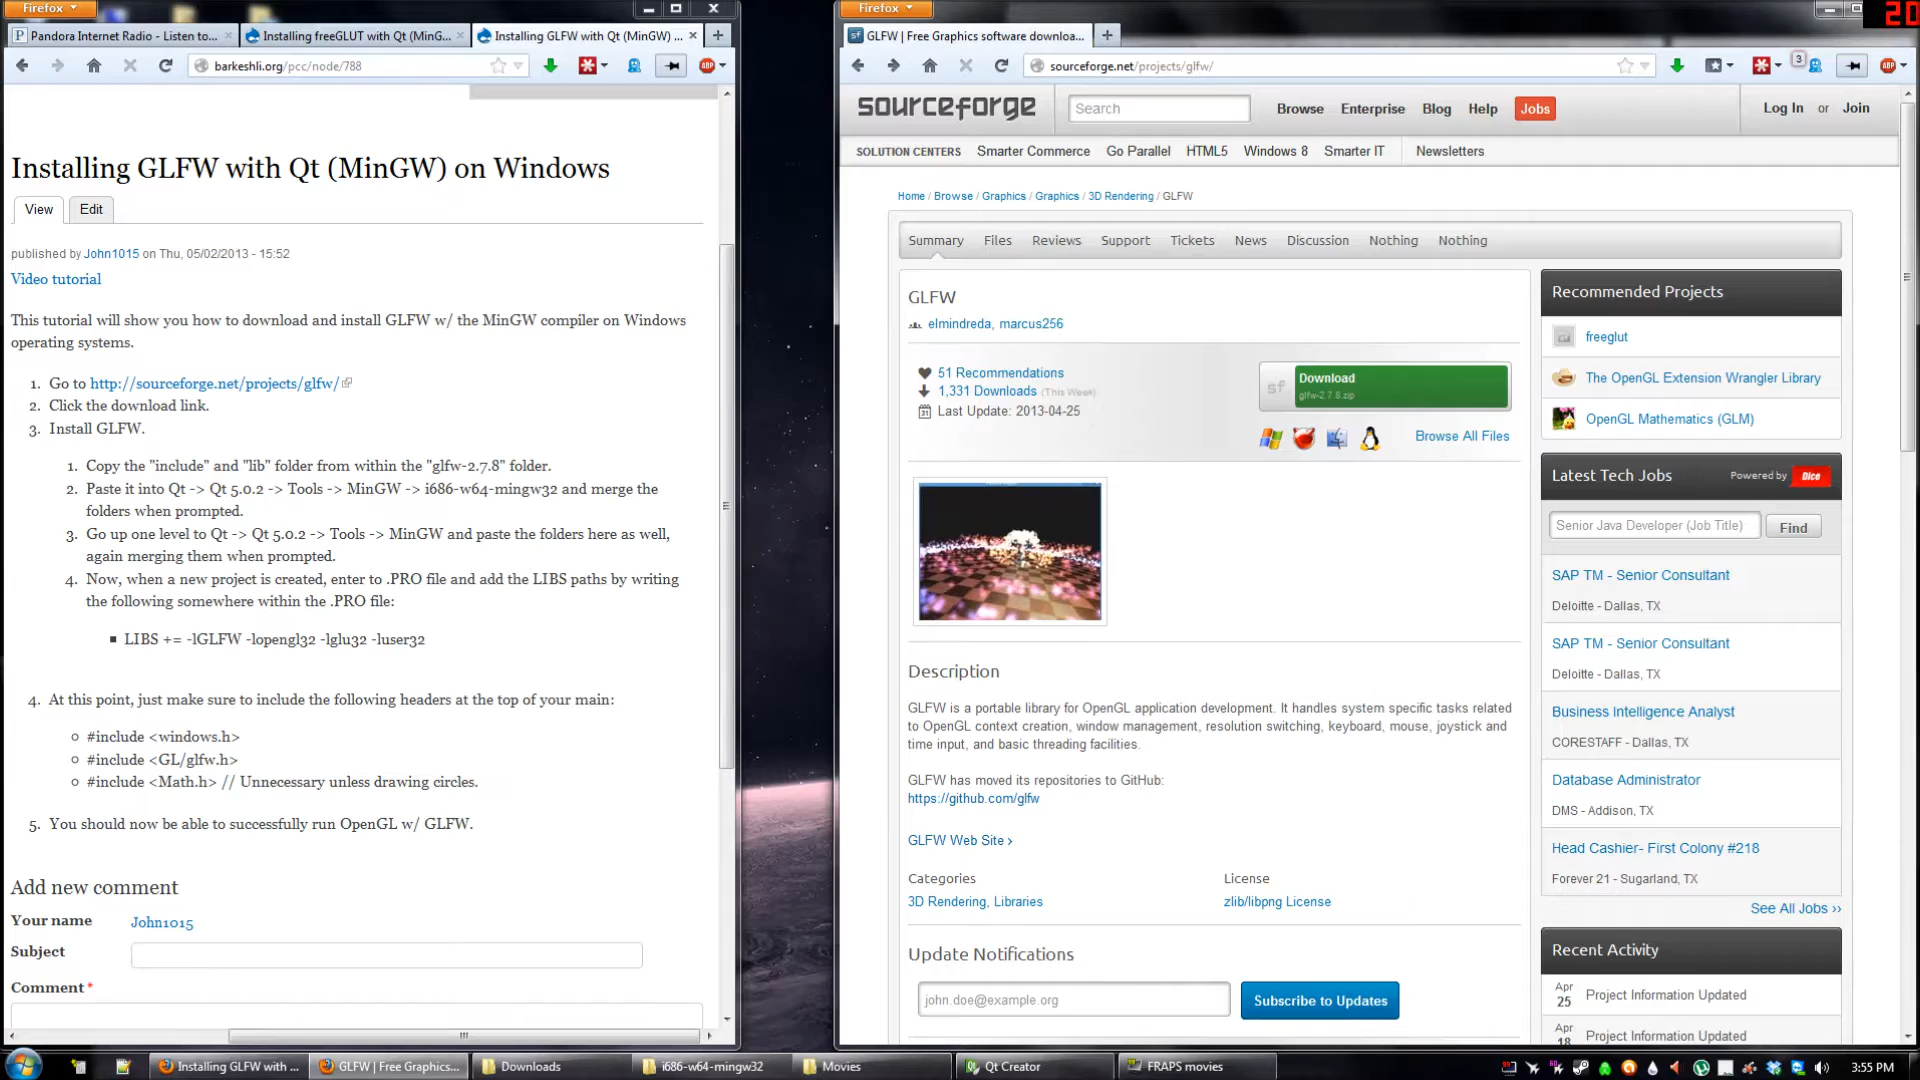 Firefox
Pandora Internet Radio - Listen to...
Installing freeGLUT with Qt (MinG...
Installing GLFW with Qt (MinGW) ...
barkeshli.org/pcc/node/788
ABP
Installing GLFW with Qt (MinGW) on Windows
View
Edit
published by John1015 on Thu, 05/02/2013 - 15:52
Video tutorial
This tutorial will show you how to download and install GLFW w/ the MinGW compiler on Windows
operating systems.
1. Go to http://sourceforge.net/projects/glfw/
2. Click the download link.
3. Install GLFW.
1. Copy the "include" and "lib" folder from within the "glfw-2.7.8" folder.
2. Paste it into Qt -> Qt 5.0.2 -> Tools -> MinGW -> i686-w64-mingw32 and merge the
folders when prompted.
3. Go up one level to Qt -> Qt 5.0.2 -> Tools -> MinGW and paste the folders here as well,
again merging them when prompted.
4. Now, when a new project is created, enter to .PRO file and add the LIBS paths by writing
the following somewhere within the .PRO file:
LIBS += -lGLFW -lopengl32 -lglu32 -luser32
4. At this point, just make sure to include the following headers at the top of your main:
#include <windows.h>
#include <GL/glfw.h>
#include <Math.h> // Unnecessary unless drawing circles.
5. You should now be able to successfully run OpenGL w/ GLFW.
Add new comment
Your name John1015
Subject
Comment *
Firefox
20
GLFW | Free Graphics software downloa...
sourceforge.net/projects/glfw/
3
ABP
sourceforge
Search
Browse Enterprise Blog Help Jobs
Log In or Join
SOLUTION CENTERS Smarter Commerce Go Parallel HTML5 Windows 8 Smarter IT Newsletters
Home / Browse / Graphics / Graphics / 3D Rendering / GLFW
Summary Files Reviews Support Tickets News Discussion Nothing Nothing
GLFW
elmindreda, marcus256
51 Recommendations
1,331 Downloads (This Week)
Last Update: 2013-04-25
sf
Download
glfw-2.7.8.zip
Browse All Files
Description
GLFW is a portable library for OpenGL application development. It handles system specific tasks related
to OpenGL context creation, window management, resolution switching, keyboard, mouse, joystick and
time input, and basic threading facilities.
GLFW has moved its repositories to GitHub:
https://github.com/glfw
GLFW Web Site ›
Categories
3D Rendering, Libraries
License
zlib/libpng License
Update Notifications
john.doe@example.org
Subscribe to Updates
Recommended Projects
freeglut
The OpenGL Extension Wrangler Library
OpenGL Mathematics (GLM)
Latest Tech Jobs
Powered by Dice
Senior Java Developer (Job Title)
Find
SAP TM - Senior Consultant
Deloitte - Dallas, TX
SAP TM - Senior Consultant
Deloitte - Dallas, TX
Business Intelligence Analyst
CORESTAFF - Dallas, TX
Database Administrator
DMS - Addison, TX
Head Cashier- First Colony #218
Forever 21 - Sugarland, TX
See All Jobs ››
Recent Activity
Apr 25 Project Information Updated
Apr 18 Project Information Updated
Installing GLFW with ...
GLFW | Free Graphics...
Downloads
i686-w64-mingw32
Movies
Qt Creator
FRAPS movies
3:55 PM